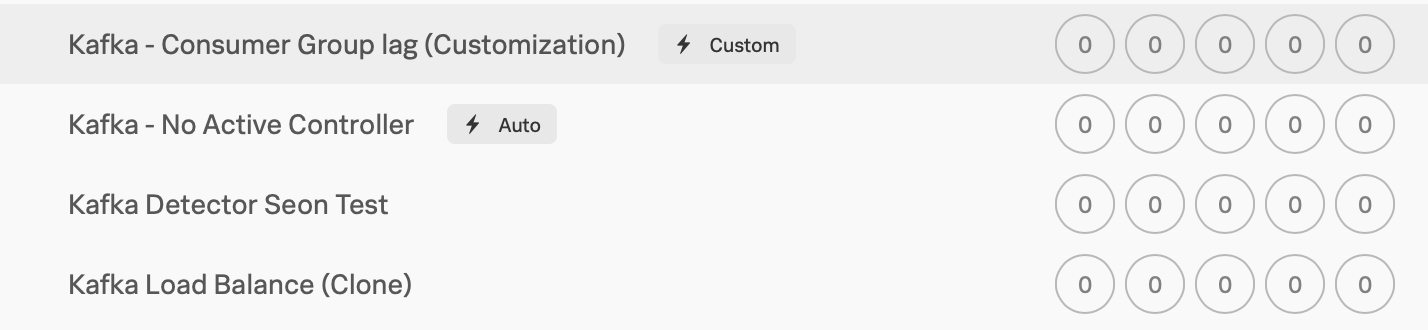 Kafka - Consumer Group lag (Customization) Custom 0 0 0 0 0
Kafka - No Active Controller Auto 0 0 0 0 0
Kafka Detector Seon Test 0 0 0 0 0
Kafka Load Balance (Clone) 0 0 0 0 0